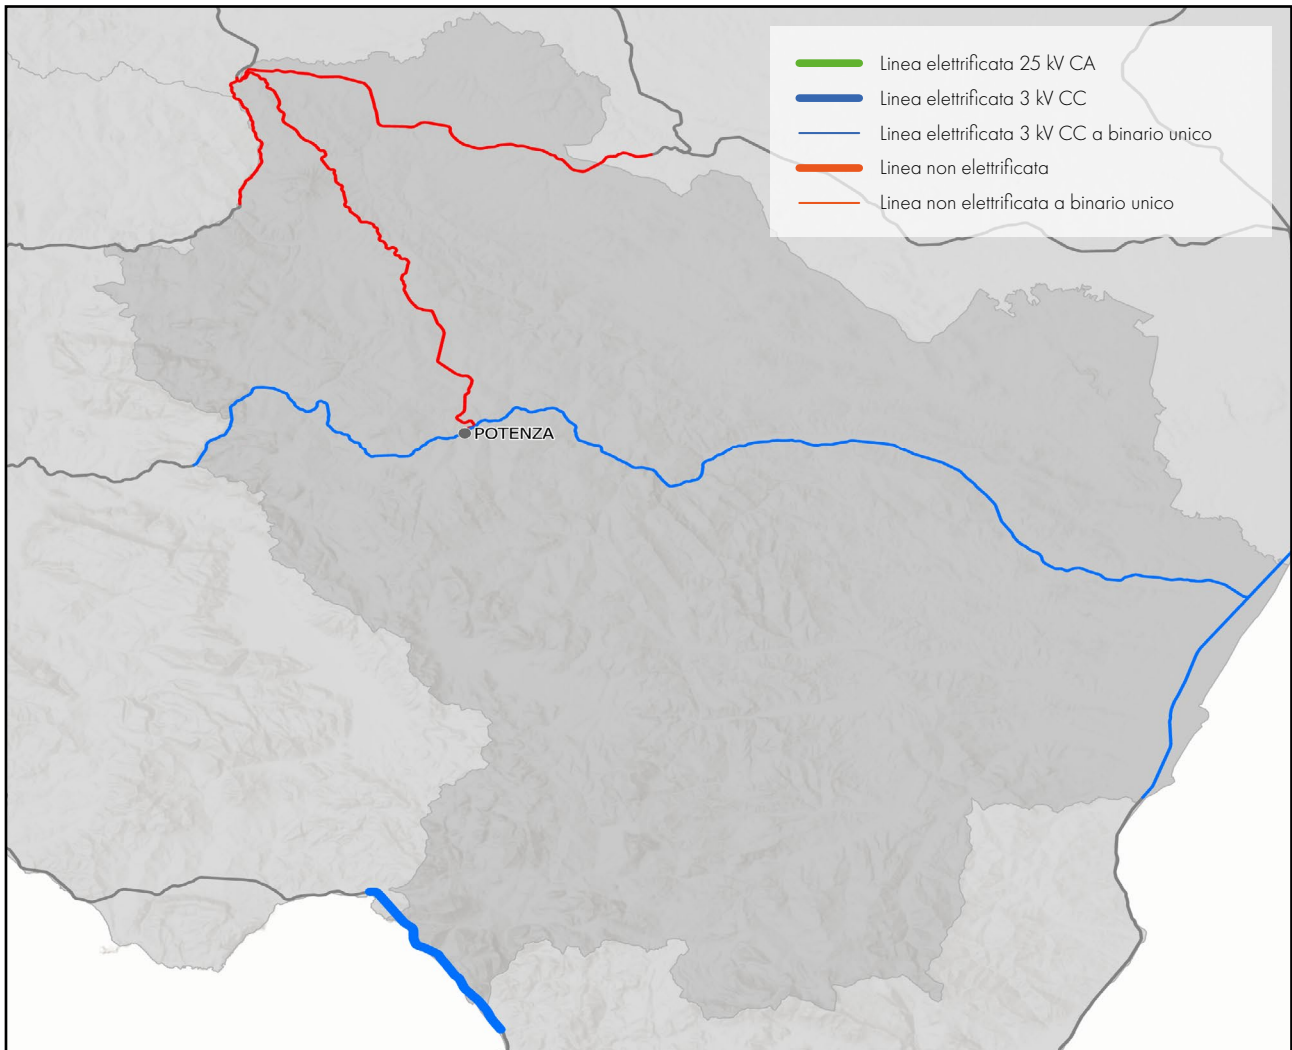 Linea elettrificata 25 kV CA
Linea elettrificata 3 kV CC
Linea elettrificata 3 kV CC a binario unico
Linea non elettrificata
Linea non elettrificata a binario unico
POTENZA